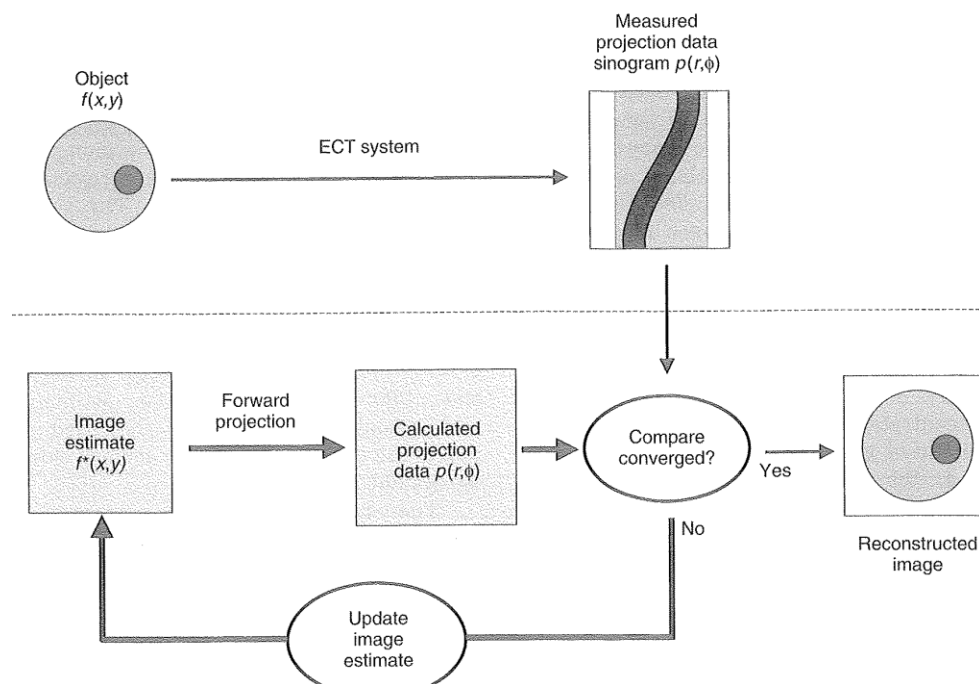 Measured
projection data
sinogram p(r,ϕ)
Object
f(x,y)
ECT system
Image
estimate
f*(x,y)
Forward
projection
Calculated
projection
data p(r,ϕ)
Compare
converged?
Yes
No
Reconstructed
image
Update
image
estimate